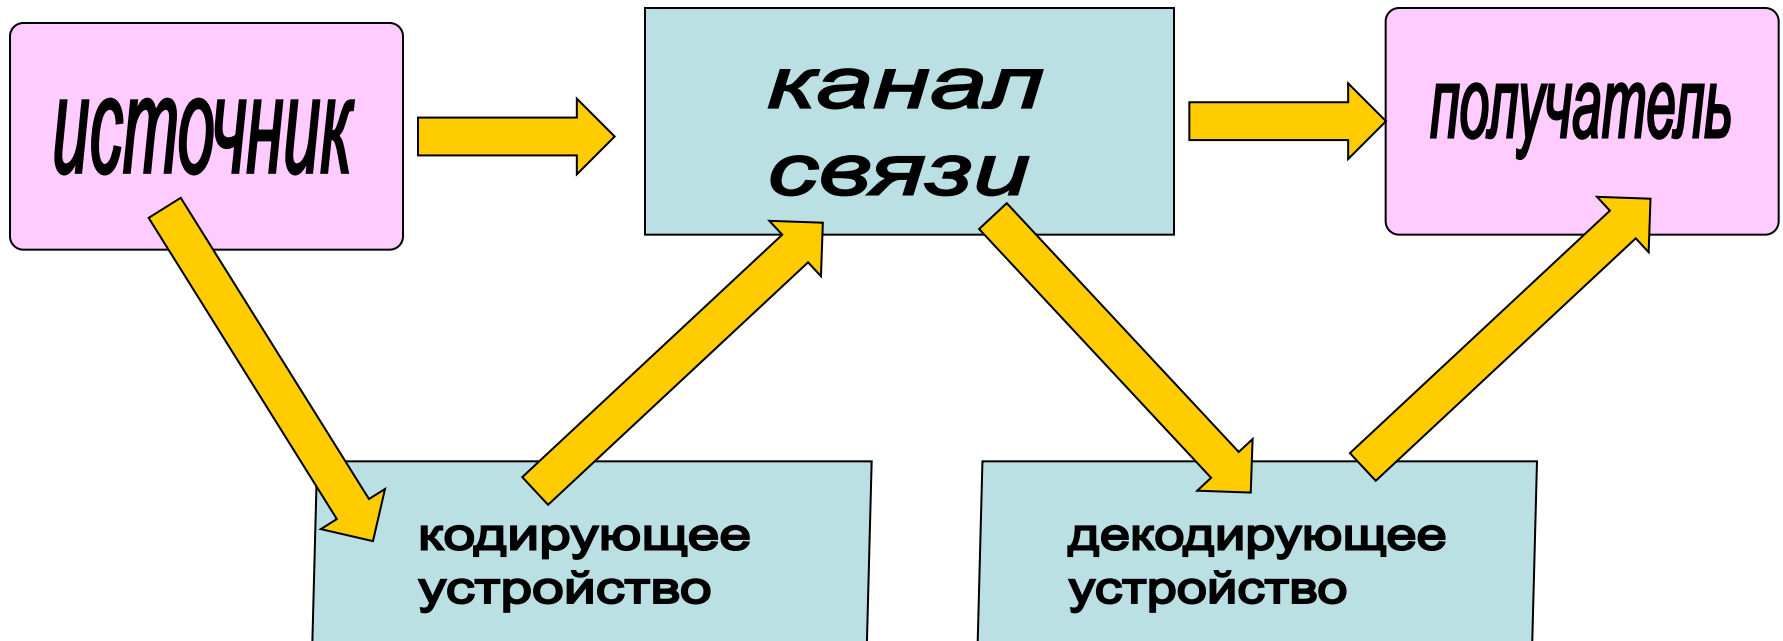 источник
канал
связи
получатель
кодирующее
устройство
декодирующее
устройство